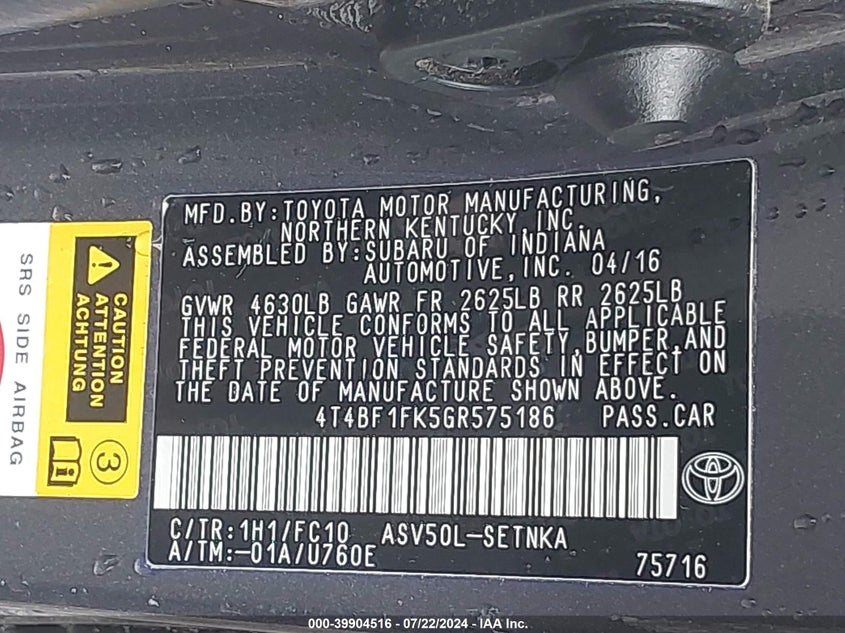 MFD.BY:TOYOTA MOTOR MANUFACTURING,
NORTHERN KENTUCKY,INC.
ASSEMBLED BY:SUBARU OF INDIANA
AUTOMOTIVE,INC. 04/16
GVWR 4630LB GAWR FR 2625LB RR 2625LB
THIS VEHICLE CONFORMS TO ALL APPLICABLE
FEDERAL MOTOR VEHICLE SAFETY,BUMPER,AND
THEFT PREVENTION STANDARDS IN EFFECT ON
THE DATE OF MANUFACTURE SHOWN ABOVE.
4T4BF1FK5GR575186 PASS.CAR
C/TR:1H1/FC10 ASV50L-SETNKA
A/TM:-01A/U760E 75716
SRS SIDE AIRBAG
CAUTION
ATTENTION
ACHTUNG
3
000-39904516 - 07/22/2024 - IAA Inc.